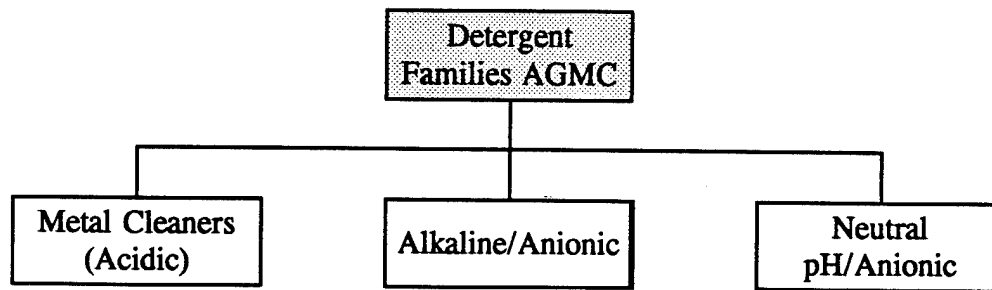 Detergent
Families AGMC
Metal Cleaners
(Acidic)
Alkaline/Anionic
Neutral
pH/Anionic